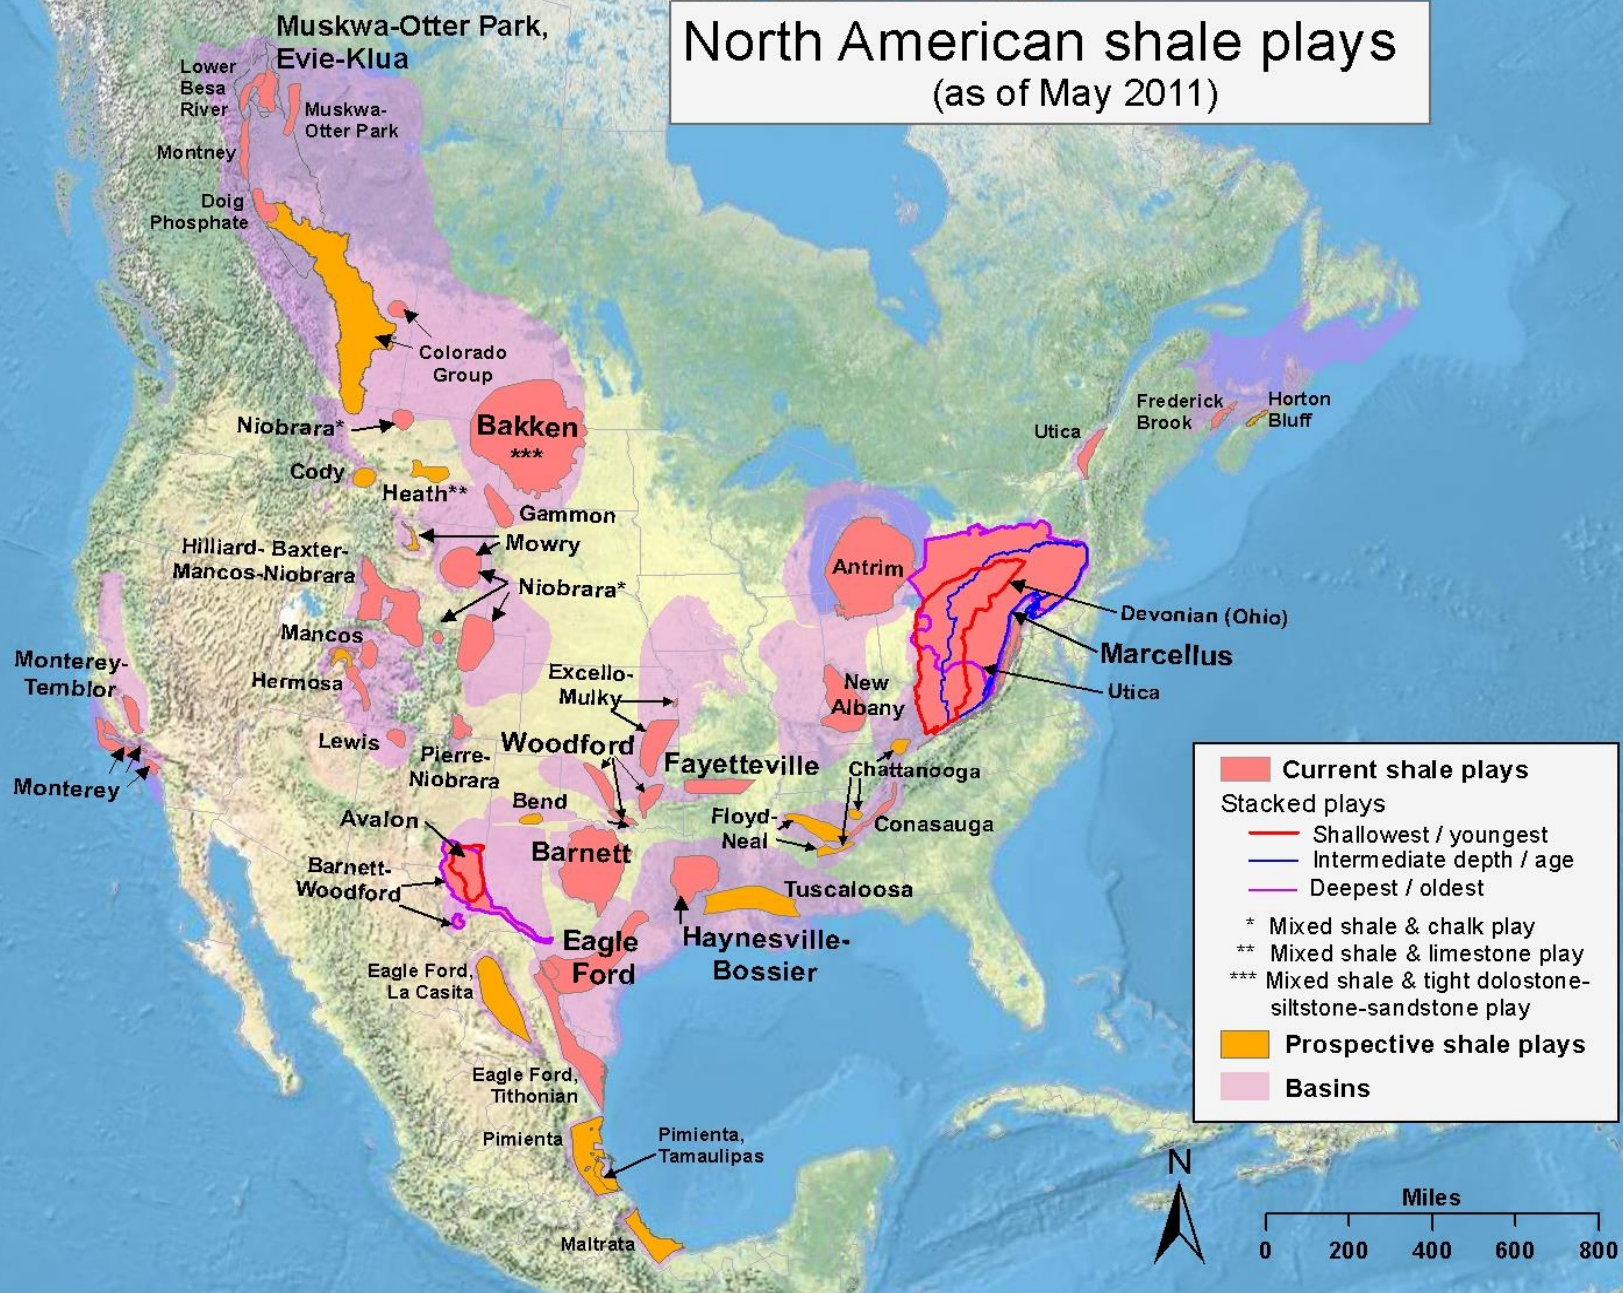 North American shale plays
(as of May 2011)
Muskwa-Otter Park,
Evie-Klua
Lower
Besa
River
Muskwa-
Otter Park
Montney
Doig
Phosphate
Colorado
Group
Niobrara*
Bakken
***
Cody
Heath**
Gammon
Mowry
Hilliard- Baxter-
Mancos-Niobrara
Niobrara*
Mancos
Hermosa
Monterey-
Temblor
Monterey
Lewis
Pierre-
Niobrara
Excello-
Mulky
Woodford
Fayetteville
Bend
Avalon
Barnett
Barnett-
Woodford
Eagle
Ford
Haynesville-
Bossier
Tuscaloosa
Floyd-
Neal
Chattanooga
Conasauga
New
Albany
Antrim
Devonian (Ohio)
Marcellus
Utica
Utica
Frederick
Brook
Horton
Bluff
Eagle Ford,
La Casita
Eagle Ford,
Tithonian
Pimienta
Pimienta,
Tamaulipas
Maltrata
Current shale plays
Stacked plays
Shallowest / youngest
Intermediate depth / age
Deepest / oldest
* Mixed shale & chalk play
** Mixed shale & limestone play
*** Mixed shale & tight dolostone-
siltstone-sandstone play
Prospective shale plays
Basins
N
Miles
0 200 400 600 800